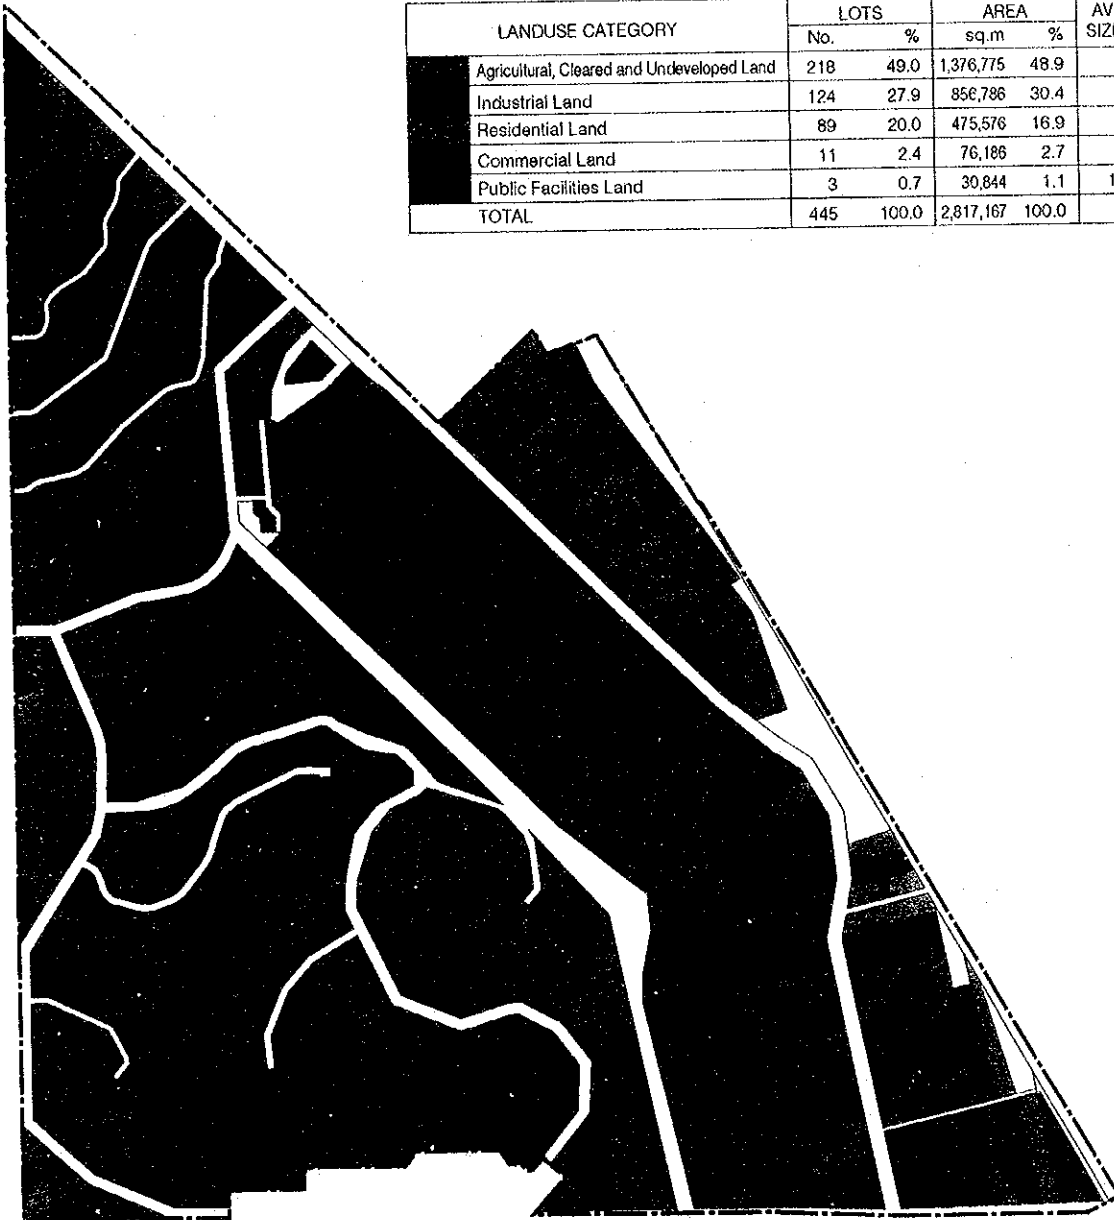 LANDUSE CATEGORY LOTS AREA AV
No. % sq.m % SIZ
Agricultural, Cleared and Undeveloped Land 218 49.0 1,376,775 48.9
Industrial Land 124 27.9 856,786 30.4
Residential Land 89 20.0 475,576 16.9
Commercial Land 11 2.4 76,186 2.7
Public Facilities Land 3 0.7 30,844 1.1 1
TOTAL 445 100.0 2,817,167 100.0